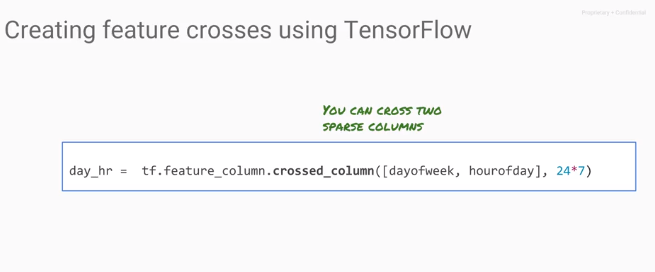 Proprietary + Confidential
Creating feature crosses using TensorFlow
YOU CAN CROSS TWO
SPARSE COLUMNS
day_hr =  tf.feature_column.crossed_column([dayofweek, hourofday], 24*7)